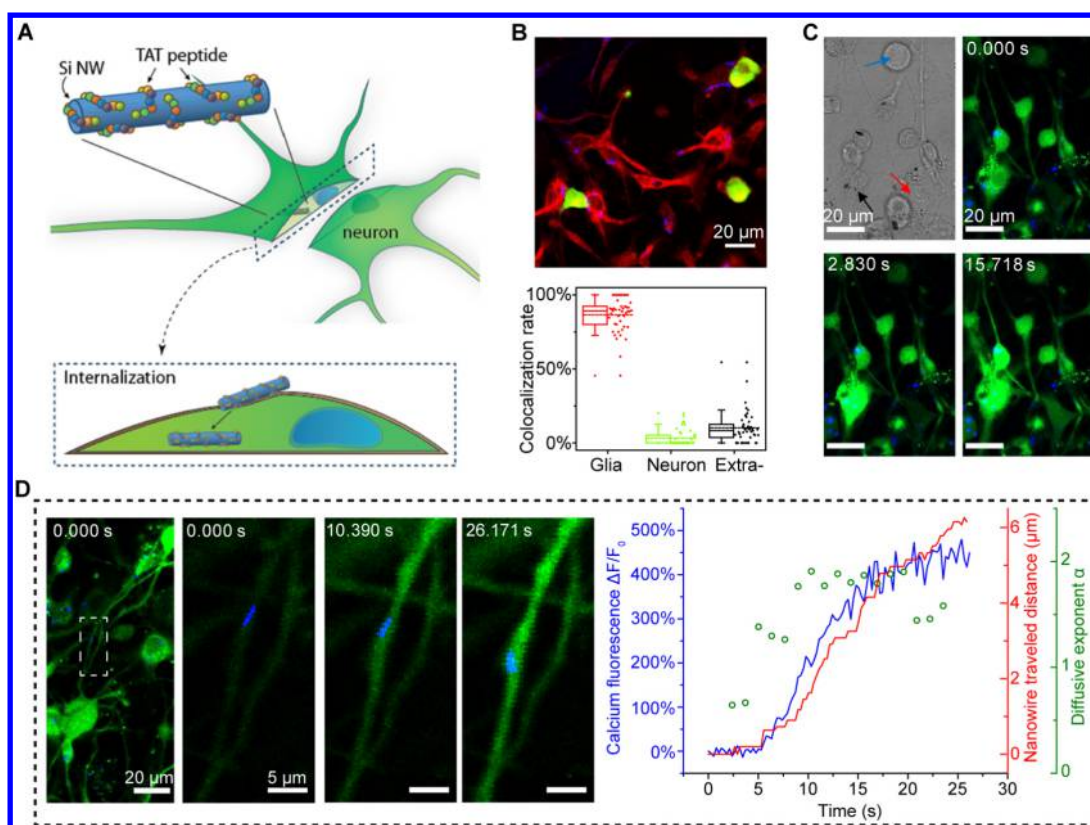 A
Si NW
TAT peptide
neuron
Internalization
B
20 µm
Colocalization rate
100%
50%
0%
Glia
Neuron
Extra-
C
20 µm
0.000 s
20 µm
2.830 s
15.718 s
D
0.000 s
20 µm
0.000 s
5 µm
10.390 s
26.171 s
Calcium fluorescence ΔF/F₀
500%
400%
300%
200%
100%
0%
0
5
10
15
20
25
30
Time (s)
6
4
2
0
Nanowire traveled distance (µm)
2
1
0
Diffusive exponent α